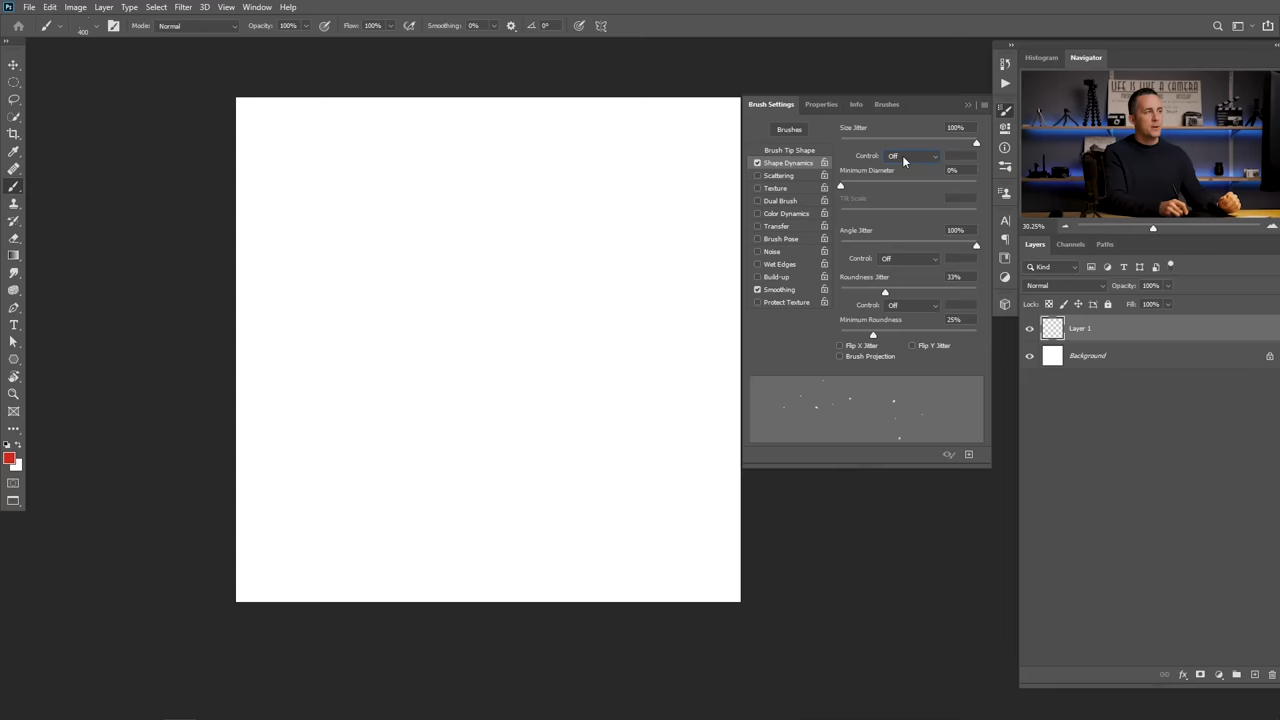 Ps File Edit Image Layer Type Select Filter 3D View Window Help
400 Mode: Normal Opacity: 100% Flow: 100% Smoothing: 0% 0°
Histogram Navigator
LIFE IS LIKE A CAMERA
30.25%
Brush Settings Properties Info Brushes
Brushes
Brush Tip Shape
Shape Dynamics
Scattering
Texture
Dual Brush
Color Dynamics
Transfer
Brush Pose
Noise
Wet Edges
Build-up
Smoothing
Protect Texture
Size Jitter 100%
Control: Off
Minimum Diameter 0%
Tilt Scale
Angle Jitter 100%
Control: Off
Roundness Jitter 33%
Control: Off
Minimum Roundness 25%
Flip X Jitter Flip Y Jitter
Brush Projection
Layers Channels Paths
Kind
Normal Opacity: 100%
Lock: Fill: 100%
Layer 1
Background